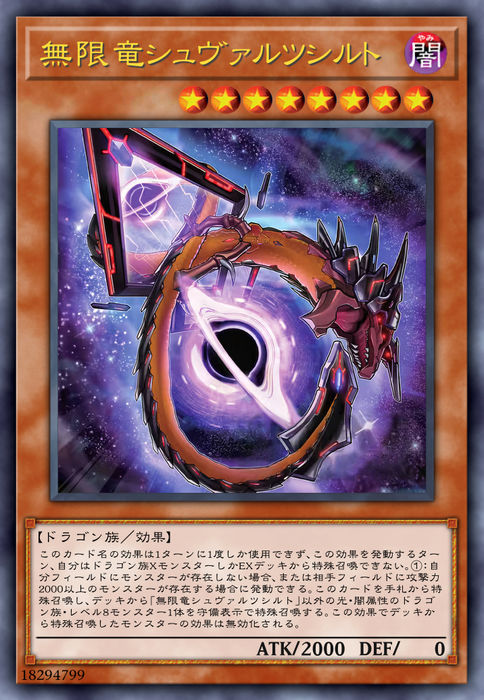 無限竜シュヴァルツシルト
やみ
闇
【ドラゴン族/効果】
このカード名の効果は1ターンに1度しか使用できず、この効果を発動するター
ン、自分はドラゴン族XモンスターしかEXデッキから特殊召喚できない。①:自
分フィールドにモンスターが存在しない場合、または相手フィールドに攻撃力
2000以上のモンスターが存在する場合に発動できる。このカードを手札から特
殊召喚し、デッキから「無限竜シュヴァルツシルト」以外の光・闇属性のドラゴ
ン族・レベル8モンスター1体を守備表示で特殊召喚する。この効果でデッキか
ら特殊召喚したモンスターの効果は無効化される。
ATK/2000 DEF/ 0
18294799